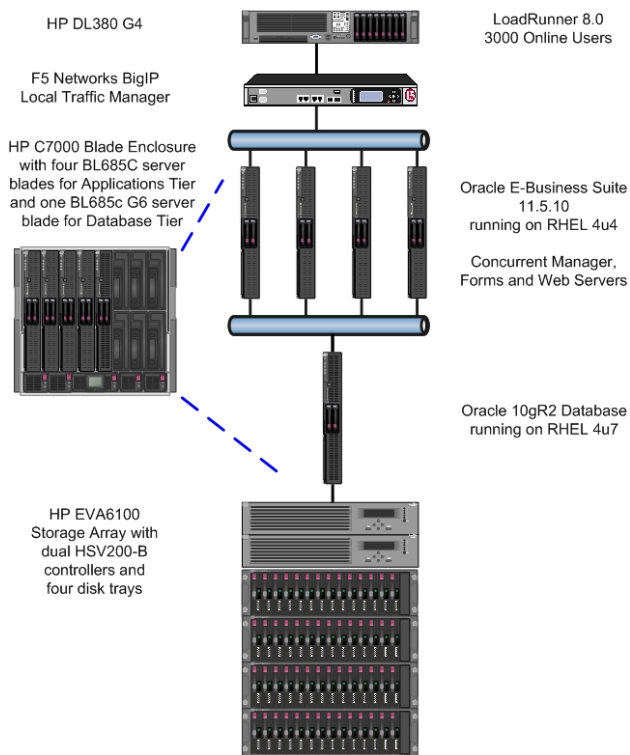 HP DL380 G4
LoadRunner 8.0
3000 Online Users
F5 Networks BigIP
Local Traffic Manager
HP C7000 Blade Enclosure
with four BL685C server
blades for Applications Tier
and one BL685c G6 server
blade for Database Tier
Oracle E-Business Suite
11.5.10
running on RHEL 4u4
Concurrent Manager,
Forms and Web Servers
Oracle 10gR2 Database
running on RHEL 4u7
HP EVA6100
Storage Array with
dual HSV200-B
controllers and
four disk trays